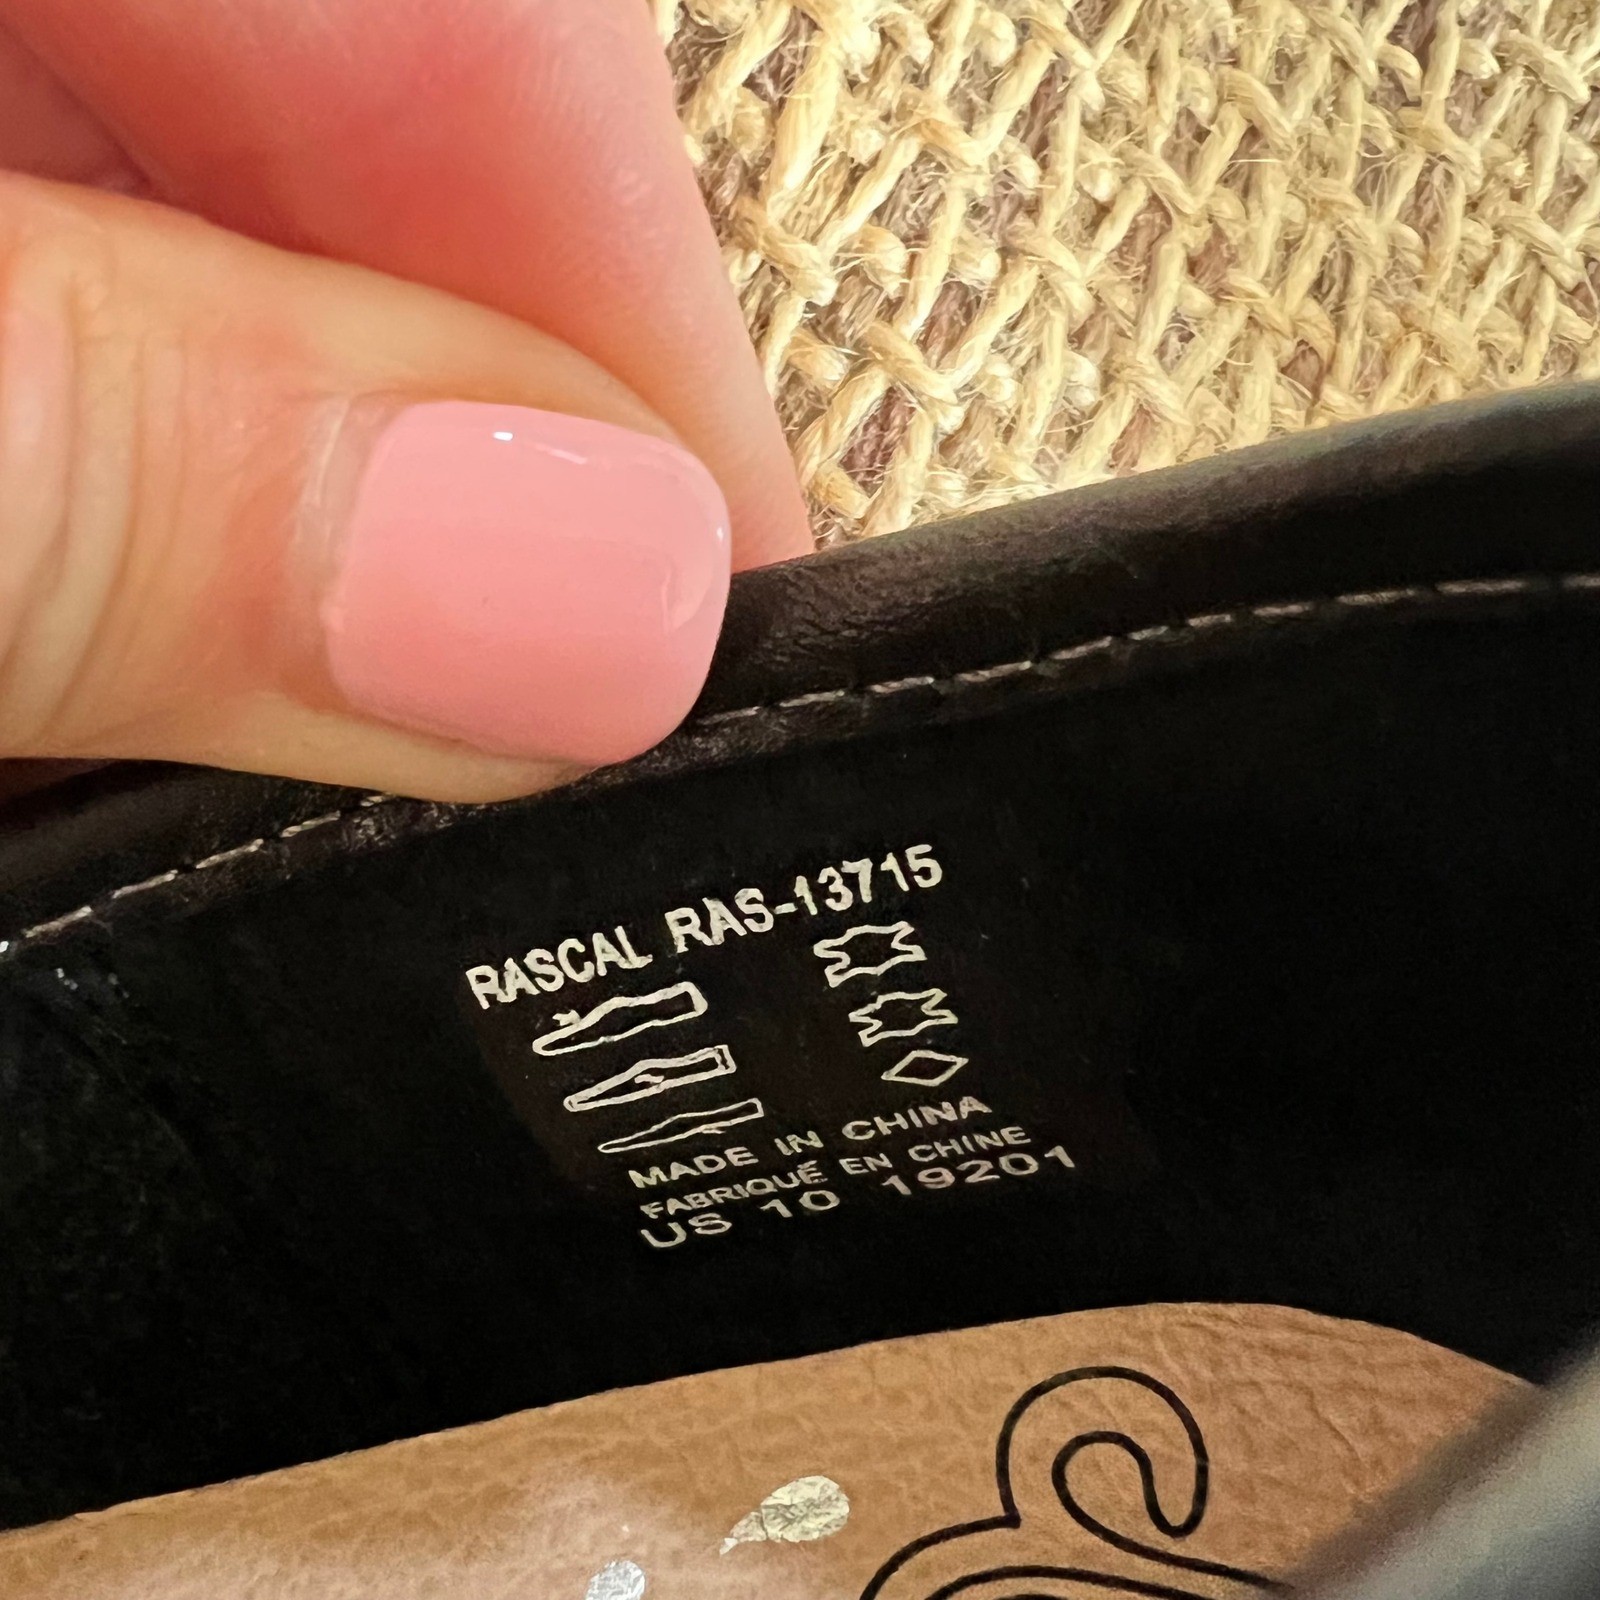 RASCAL RAS-13715
MADE IN CHINA
FABRIQUÉ EN CHINE
US 10 19201